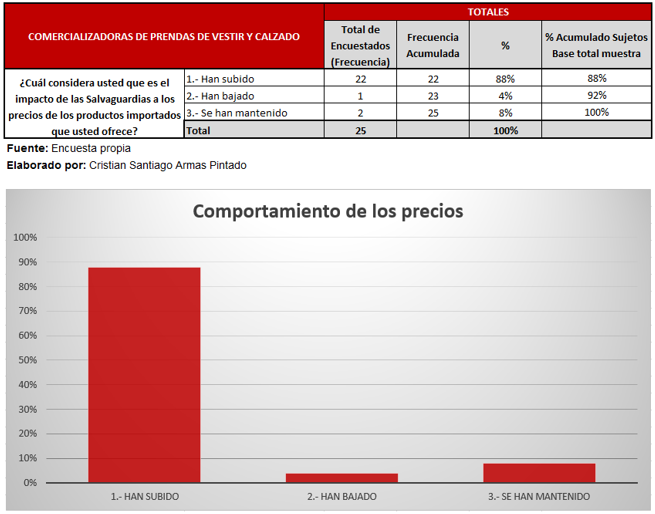 COMERCIALIZADORAS DE PRENDAS DE VESTIR Y CALZADO
TOTALES
Total de Encuestados (Frecuencia)
Frecuencia Acumulada
%
% Acumulado Sujetos Base total muestra
¿Cuál considera usted que es el
impacto de las Salvaguardias a los
precios de los productos importados
que usted ofrece?
1.- Han subido 22 22 88% 88%
2.- Han bajado 1 23 4% 92%
3.- Se han mantenido 2 25 8% 100%
Total 25 100%
Fuente: Encuesta propia
Elaborado por: Cristian Santiago Armas Pintado
Comportamiento de los precios
100%
90%
80%
70%
60%
50%
40%
30%
20%
10%
0%
1.- HAN SUBIDO 2.- HAN BAJADO 3.- SE HAN MANTENIDO